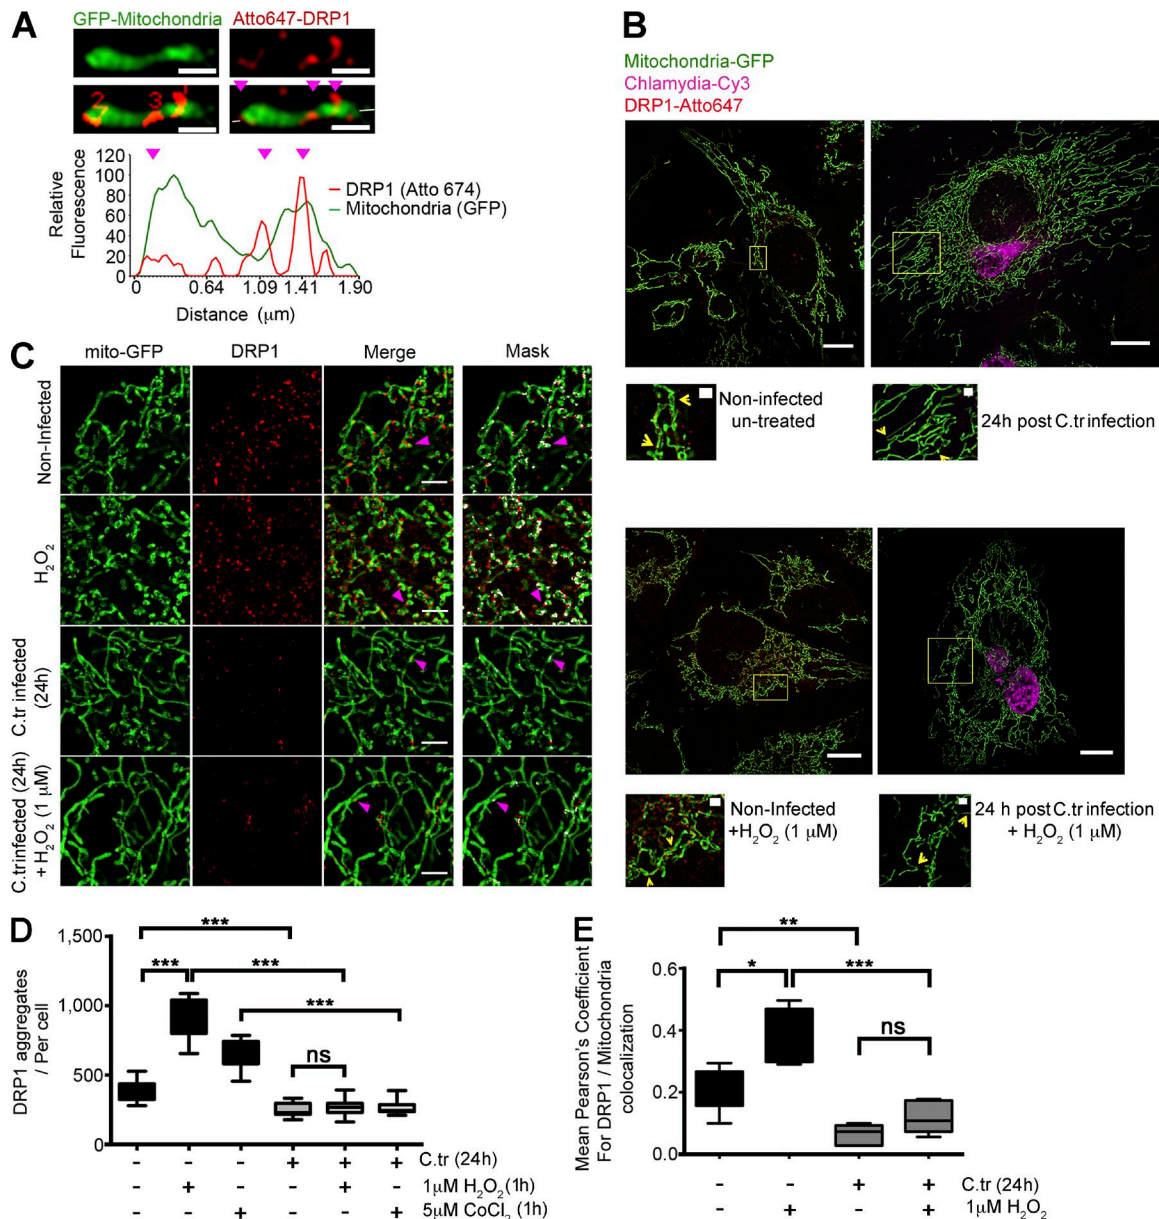 A
GFP-Mitochondria
Atto647-DRP1
2
3
1
Relative
Fluorescence
120
100
80
60
40
20
0
DRP1 (Atto 674)
Mitochondria (GFP)
0
0.64
1.09
1.41
1.90
Distance (μm)
B
Mitochondria-GFP
Chlamydia-Cy3
DRP1-Atto647
Non-infected
un-treated
24h post C.tr infection
Non-Infected
+H₂O₂ (1 μM)
24 h post C.tr infection
+ H₂O₂ (1 μM)
C
mito-GFP
DRP1
Merge
Mask
Non-Infected
H₂O₂
C.tr infected
(24h)
C.trinfected (24h)
+ H₂O₂ (1 μM)
D
DRP1 aggregates
/ Per cell
1,500
1,000
500
0
***
***
***
***
ns
- - - + + + C.tr (24h)
- + - - + - 1μM H₂O₂ (1h)
- - + - - + 5μM CoCl₂ (1h)
E
Mean Pearson's Coefficient
For DRP1 / Mitochondria
colocalization
0.6
0.4
0.2
0.0
**
*
***
ns
- - + + C.tr (24h)
- + - + 1μM H₂O₂